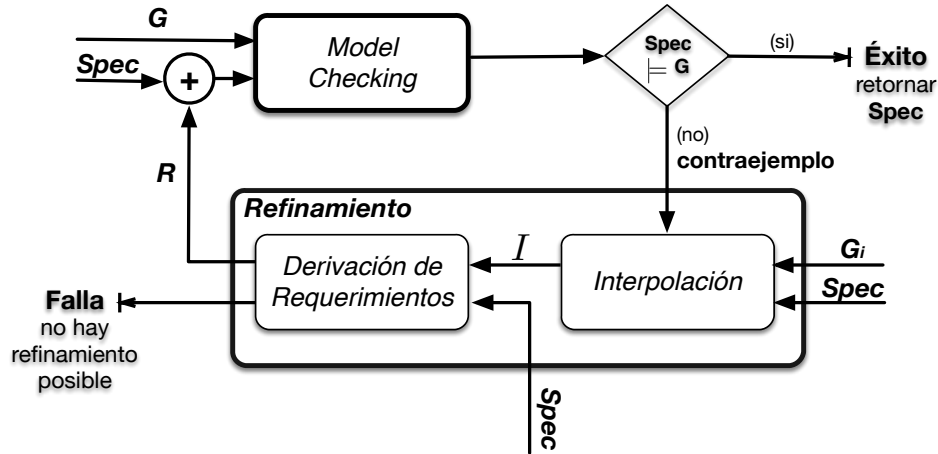 G
Spec
+
Model
Checking
Spec
⊨ G
(si)
Éxito
retornar
Spec
(no)
contraejemplo
R
Refinamiento
Derivación de
Requerimientos
I
Interpolación
Gi
Spec
Falla
no hay
refinamiento
posible
Spec